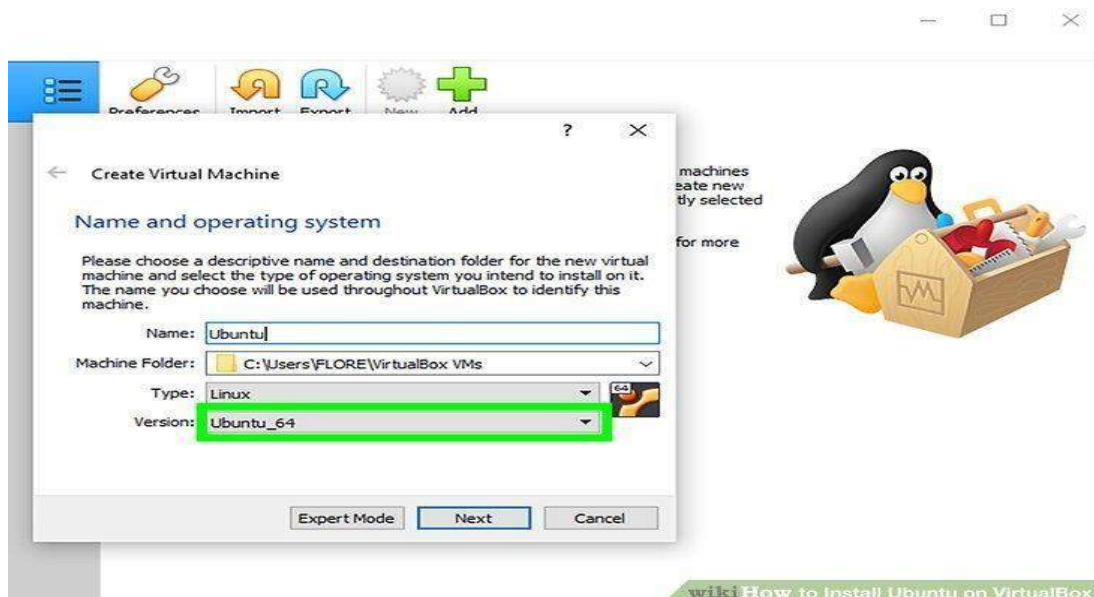 Preferences Import Export New Add
? ×
Create Virtual Machine
Name and operating system
Please choose a descriptive name and destination folder for the new virtual
machine and select the type of operating system you intend to install on it.
The name you choose will be used throughout VirtualBox to identify this
machine.
Name: Ubuntu
Machine Folder: C:\Users\FLORE\VirtualBox VMs
Type: Linux
64
Version: Ubuntu_64
Expert Mode Next Cancel
machines
eate new
tly selected
for more
wikiHow to Install Ubuntu on VirtualBox